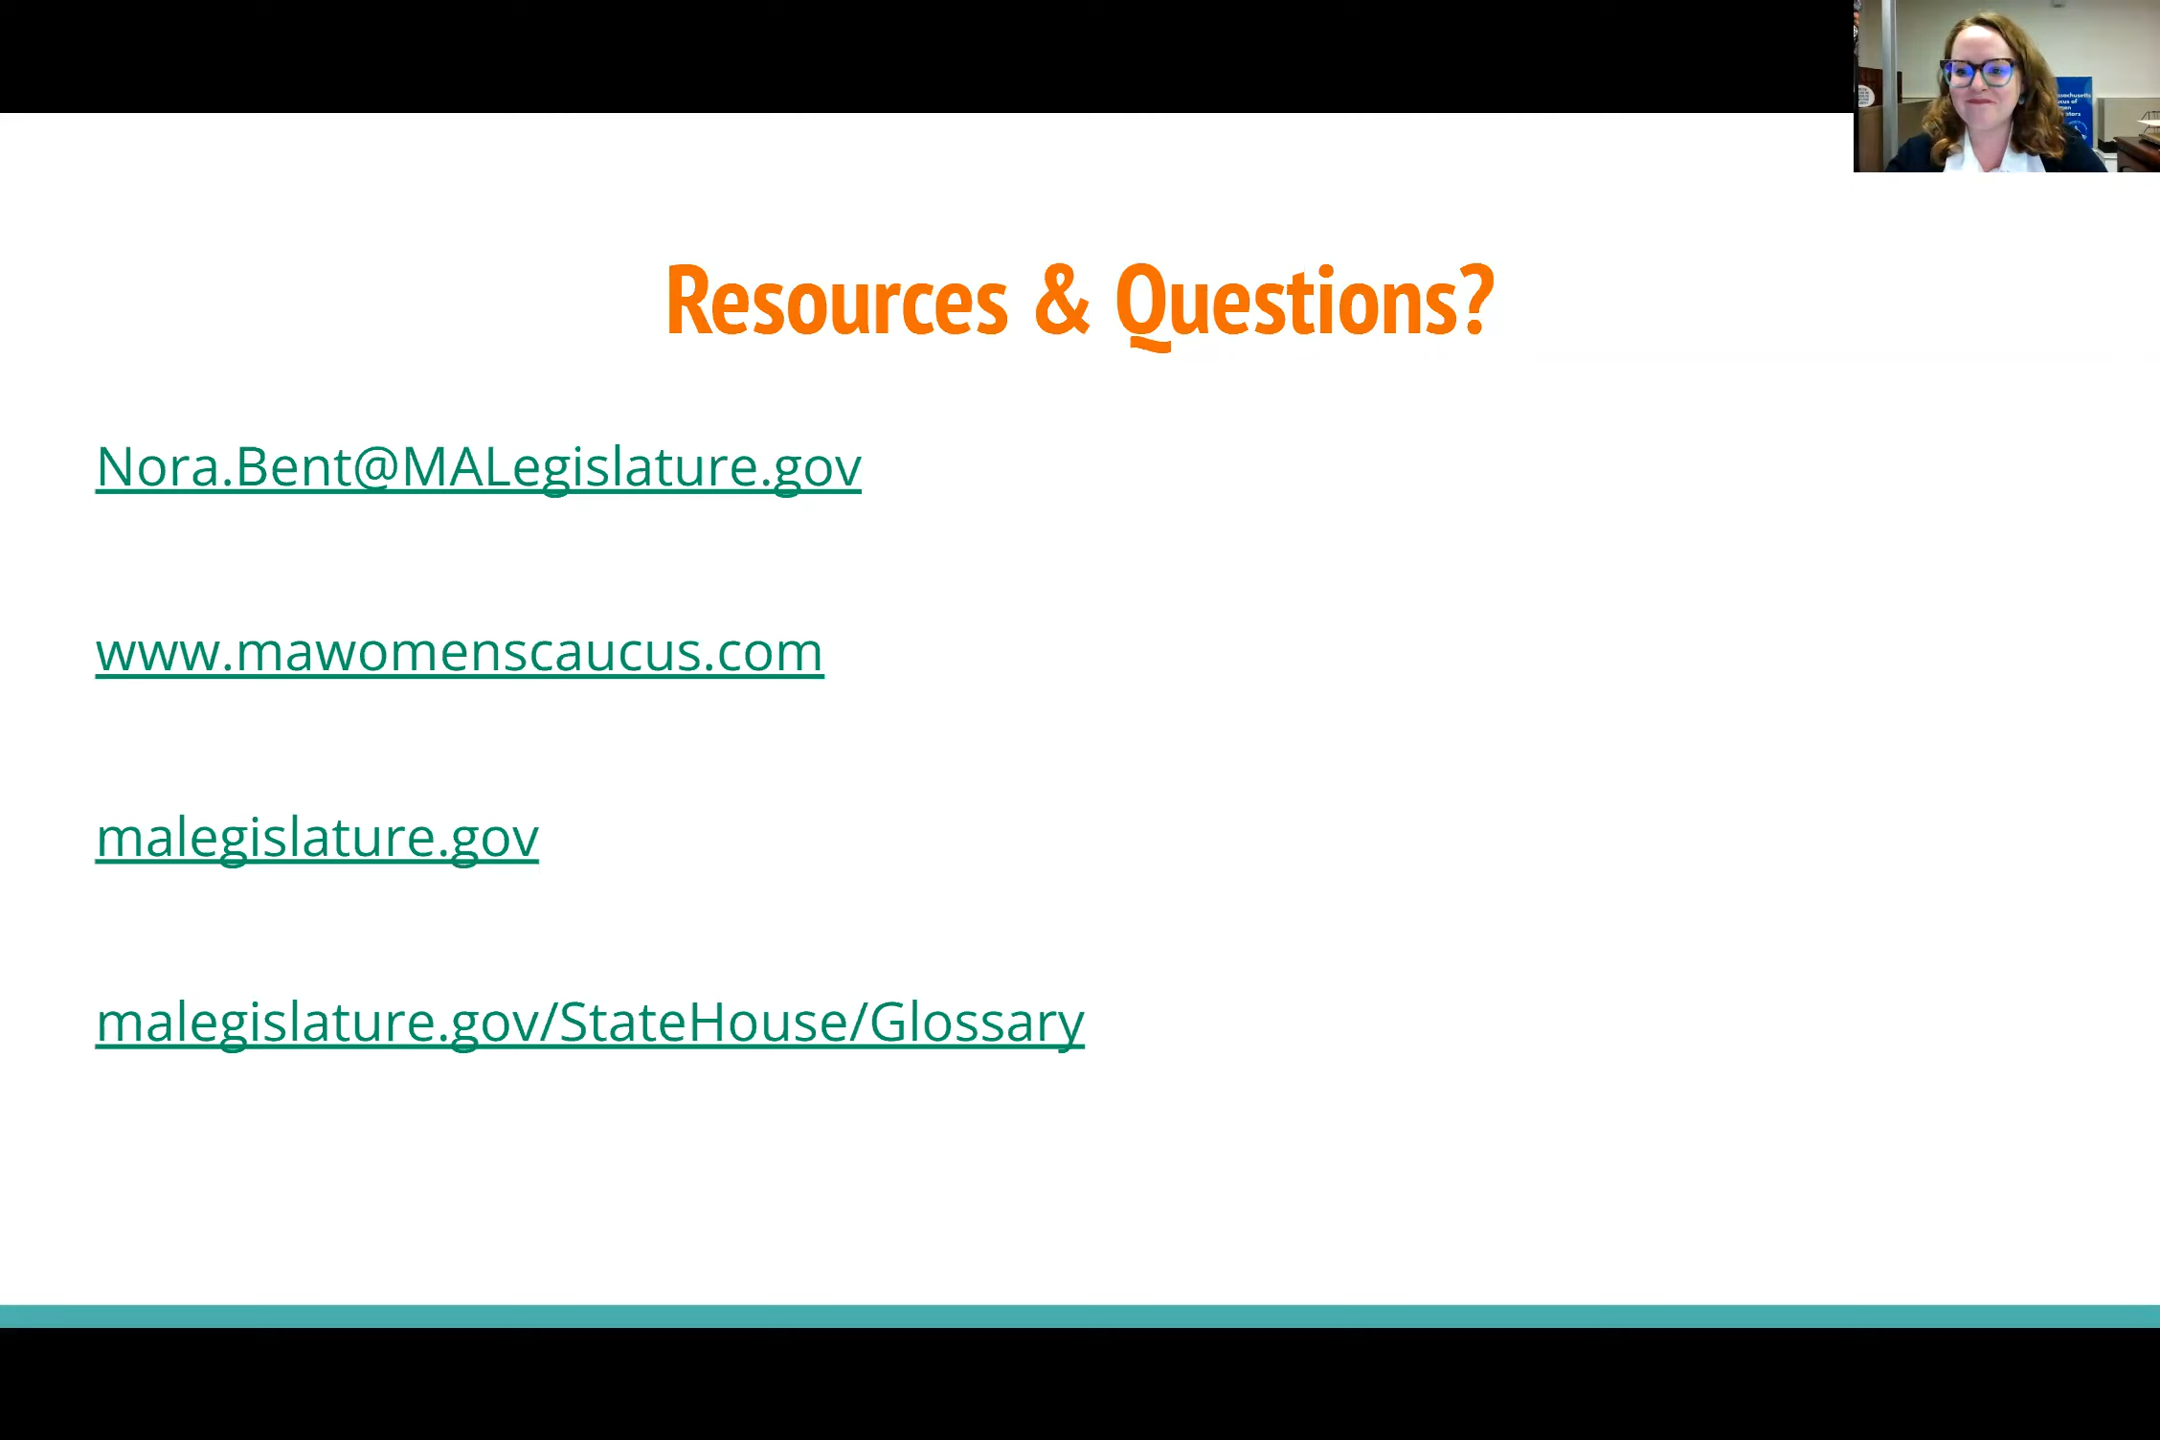 Resources & Questions?
Nora.Bent@MALegislature.gov
www.mawomenscaucus.com
malegislature.gov
malegislature.gov/StateHouse/Glossary